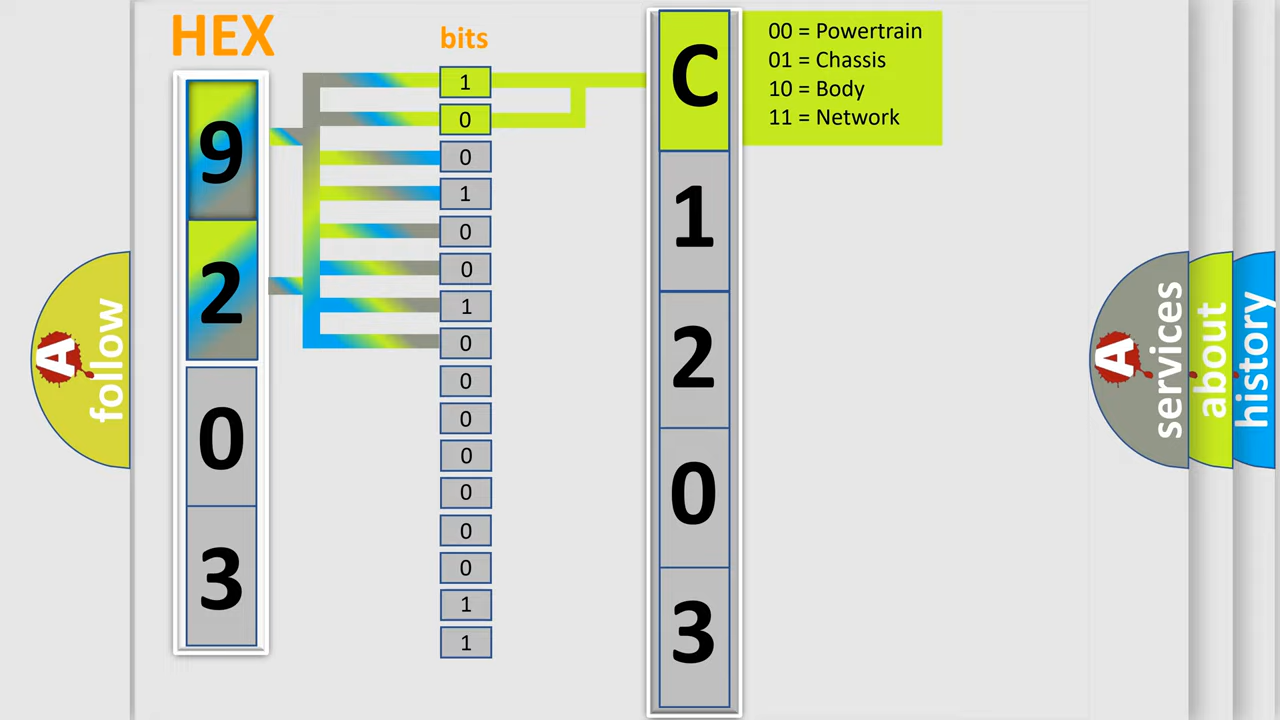 HEX
bits
9
2
0
3
1
0
0
1
0
0
1
0
0
0
0
0
0
0
1
1
C
1
2
0
3
00 = Powertrain
01 = Chassis
10 = Body
11 = Network
A
follow
A
services
about
history